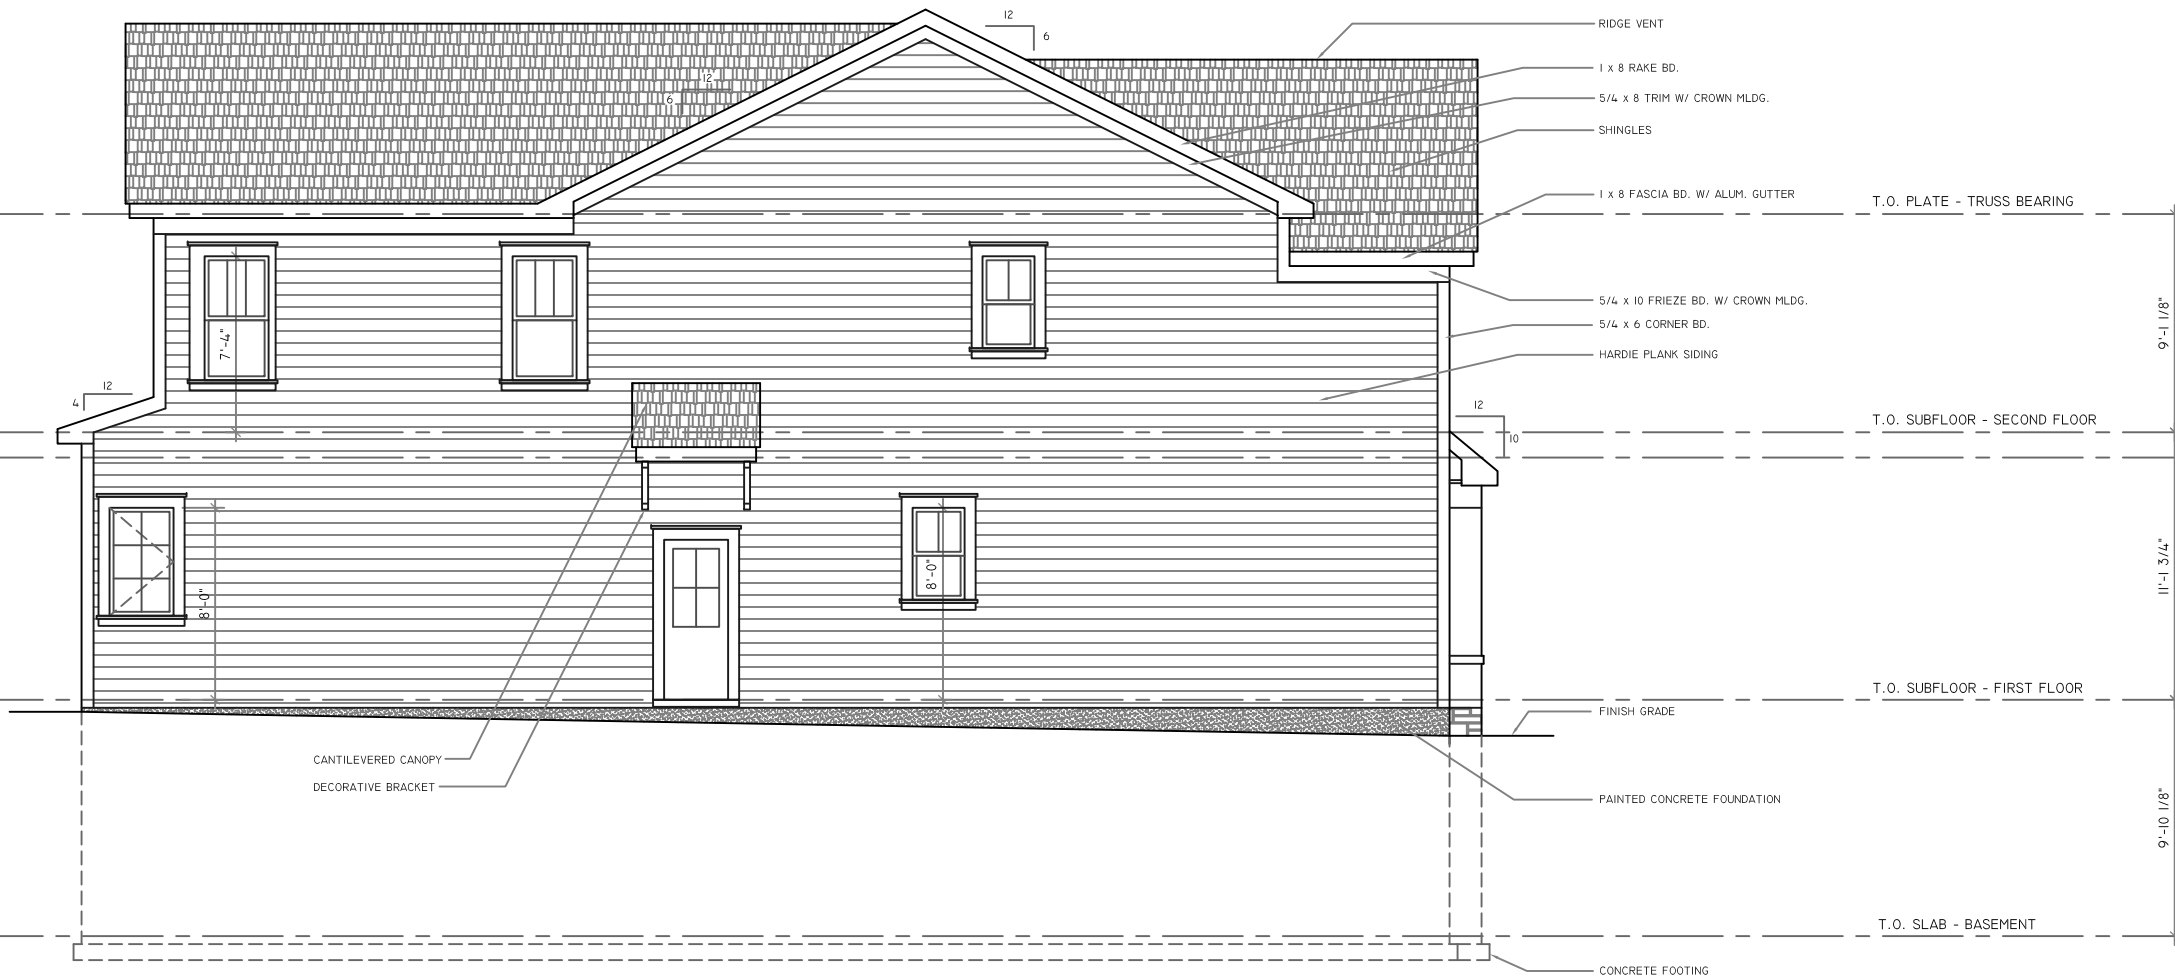 12
6
RIDGE VENT
1 x 8 RAKE BD.
12
6
5/4 x 8 TRIM W/ CROWN MLDG.
SHINGLES
1 x 8 FASCIA BD. W/ ALUM. GUTTER
T.O. PLATE - TRUSS BEARING
5/4 x 10 FRIEZE BD. W/ CROWN MLDG.
9'-1 1/8"
5/4 x 6 CORNER BD.
7'-4"
HARDIE PLANK SIDING
12
4
12
10
T.O. SUBFLOOR - SECOND FLOOR
11'-1 3/4"
8'-0"
8'-0"
T.O. SUBFLOOR - FIRST FLOOR
FINISH GRADE
CANTILEVERED CANOPY
DECORATIVE BRACKET
PAINTED CONCRETE FOUNDATION
9'-10 1/8"
T.O. SLAB - BASEMENT
CONCRETE FOOTING